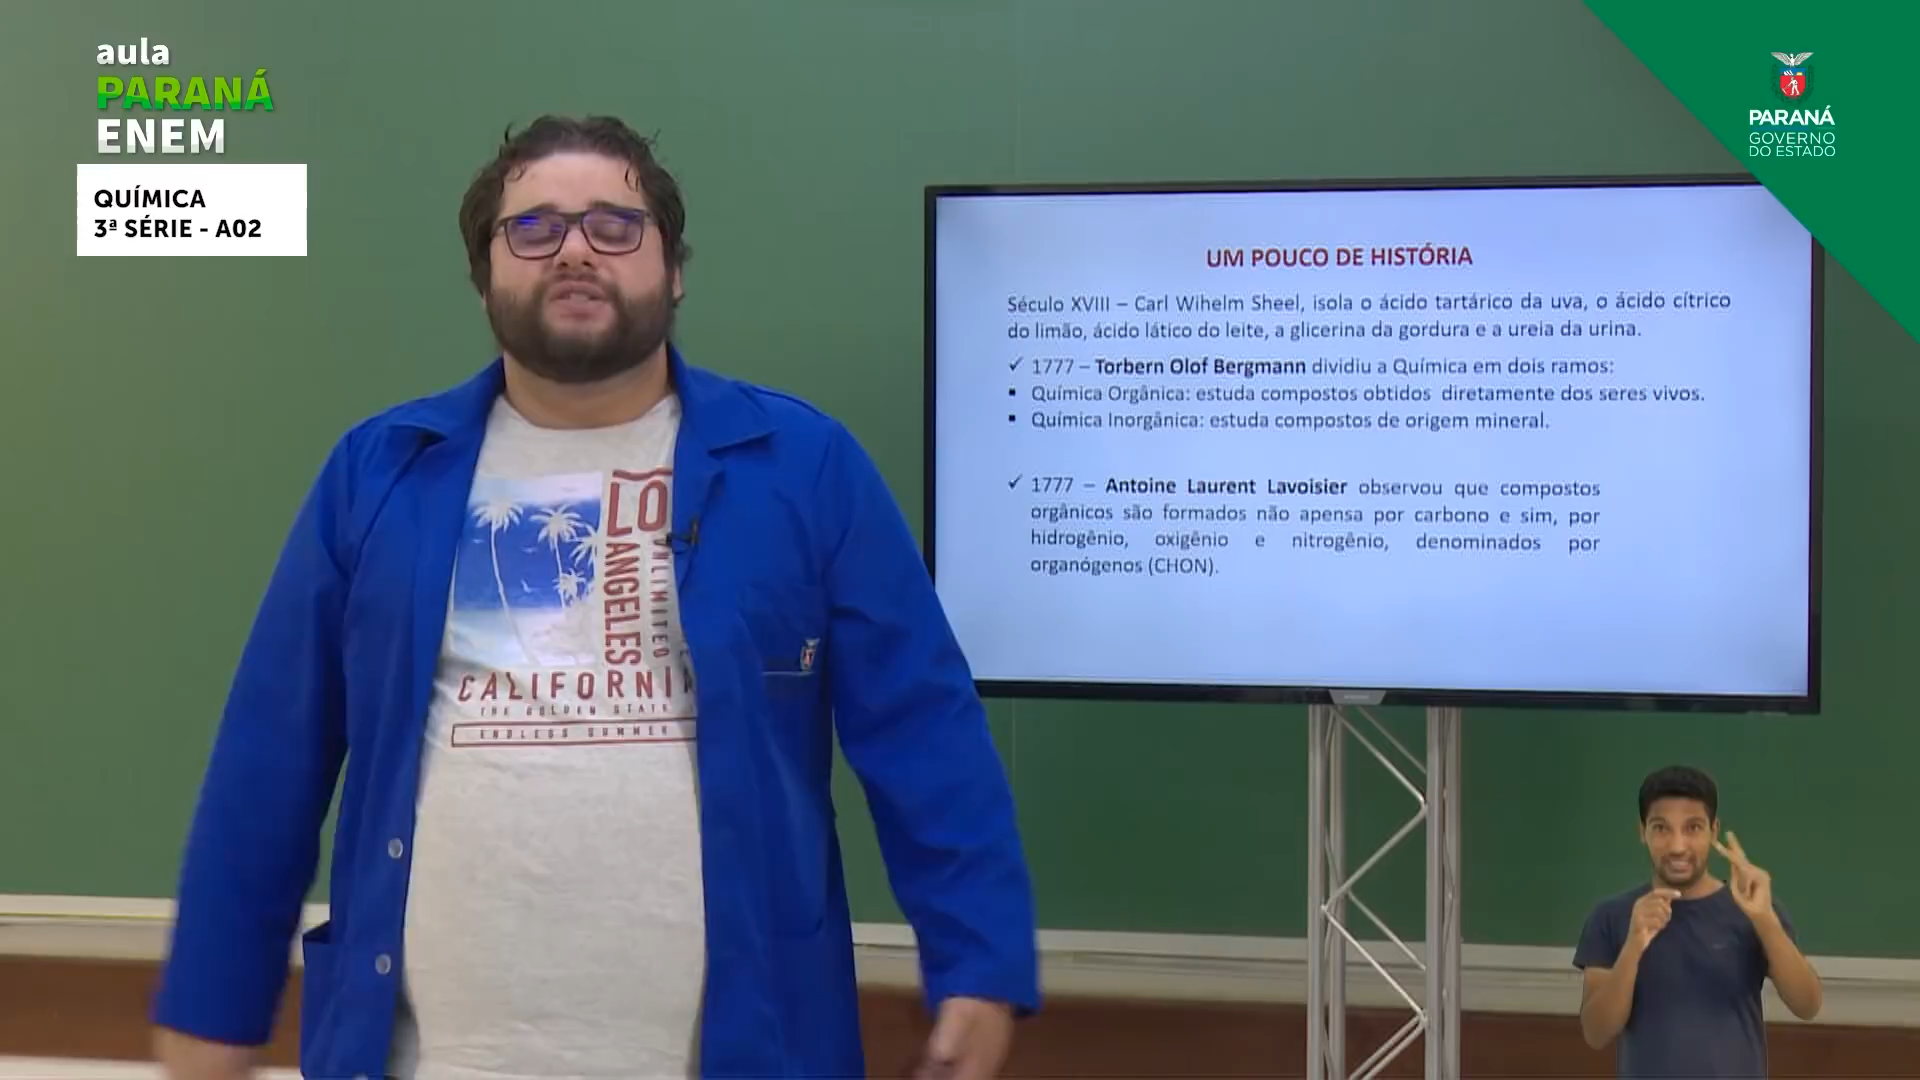 aula
PARANÁ
ENEM
QUÍMICA
3ª SÉRIE - A02
PARANÁ
GOVERNO
DO ESTADO
UM POUCO DE HISTÓRIA
Século XVIII – Carl Wihelm Sheel, isola o ácido tartárico da uva, o ácido cítrico
do limão, ácido lático do leite, a glicerina da gordura e a ureia da urina.
✓ 1777 – Torbern Olof Bergmann dividiu a Química em dois ramos:
▪ Química Orgânica: estuda compostos obtidos diretamente dos seres vivos.
▪ Química Inorgânica: estuda compostos de origem mineral.
✓ 1777 – Antoine Laurent Lavoisier observou que compostos
orgânicos são formados não apensa por carbono e sim, por
hidrogênio, oxigênio e nitrogênio, denominados por
organógenos (CHON).
LO
ANGELES
UNLIMITED
CALIFORNIA
THE GOLDEN STATE
ENDLESS SUMMER